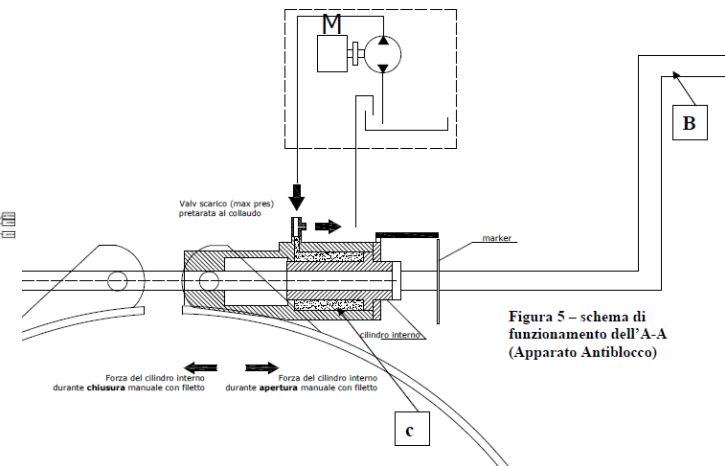 M
B
Valv scarico (max pres)
pretarata al collaudo
marker
Figura 5 – schema di
funzionamento dell'A-A
(Apparato Antiblocco)
cilindro interno
Forza del cilindro interno
durante chiusura manuale con filetto
Forza del cilindro interno
durante apertura manuale con filetto
c